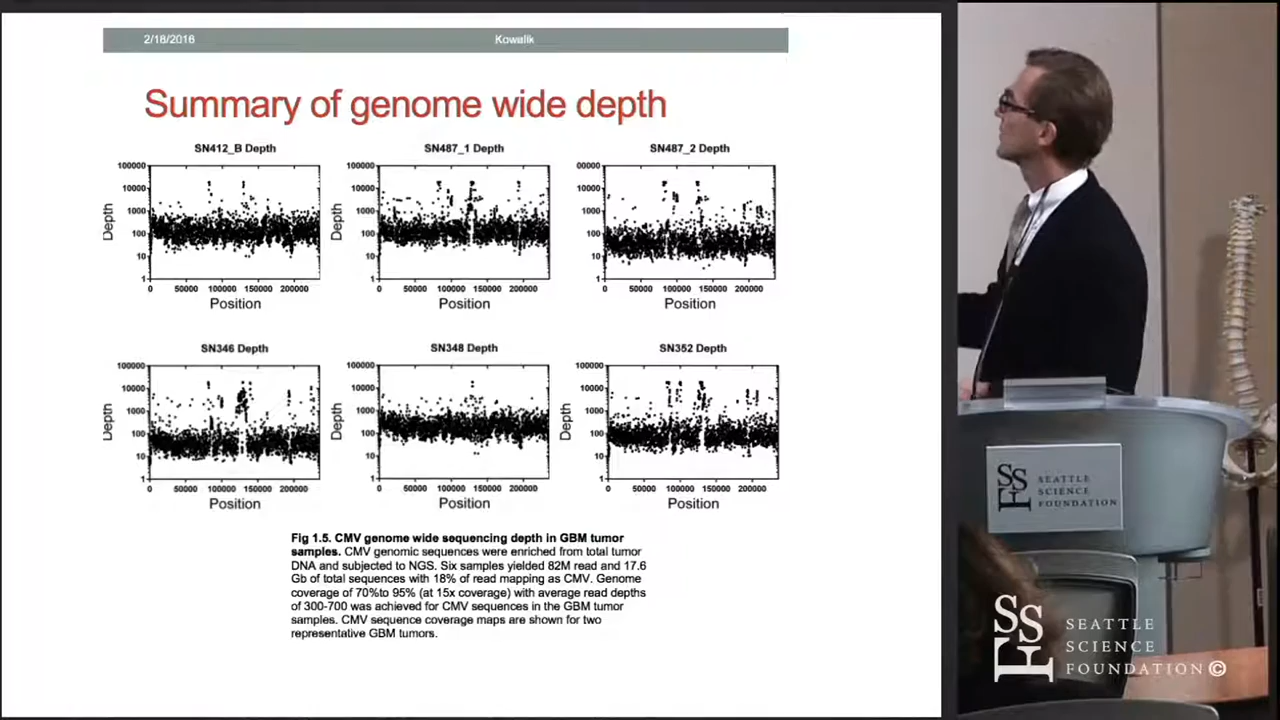 2/18/2016 Kowalik
Summary of genome wide depth
SN412_B Depth
100000
10000
1000
100
10
1
Depth
0 50000 100000 150000 200000
Position
SN487_1 Depth
100000
10000
1000
100
10
1
Depth
0 50000 100000 150000 200000
Position
SN487_2 Depth
00000
10000
1000
100
10
1
0 50000 100000 150000 200000
Position
SN346 Depth
100000
10000
1000
100
10
1
Depth
0 50000 100000 150000 200000
Position
SN348 Depth
100000
10000
1000
100
10
1
Depth
0 50000 100000 150000 200000
Position
SN352 Depth
100000
10000
1000
100
10
1
Depth
0 50000 100000 150000 200000
Position
Fig 1.5. CMV genome wide sequencing depth in GBM tumor
samples. CMV genomic sequences were enriched from total tumor
DNA and subjected to NGS. Six samples yielded 82M read and 17.6
Gb of total sequences with 18% of read mapping as CMV. Genome
coverage of 70%to 95% (at 15x coverage) with average read depths
of 300-700 was achieved for CMV sequences in the GBM tumor
samples. CMV sequence coverage maps are shown for two
representative GBM tumors.
SSF
SEATTLE
SCIENCE
FOUNDATION
SSF
SEATTLE
SCIENCE
FOUNDATION©